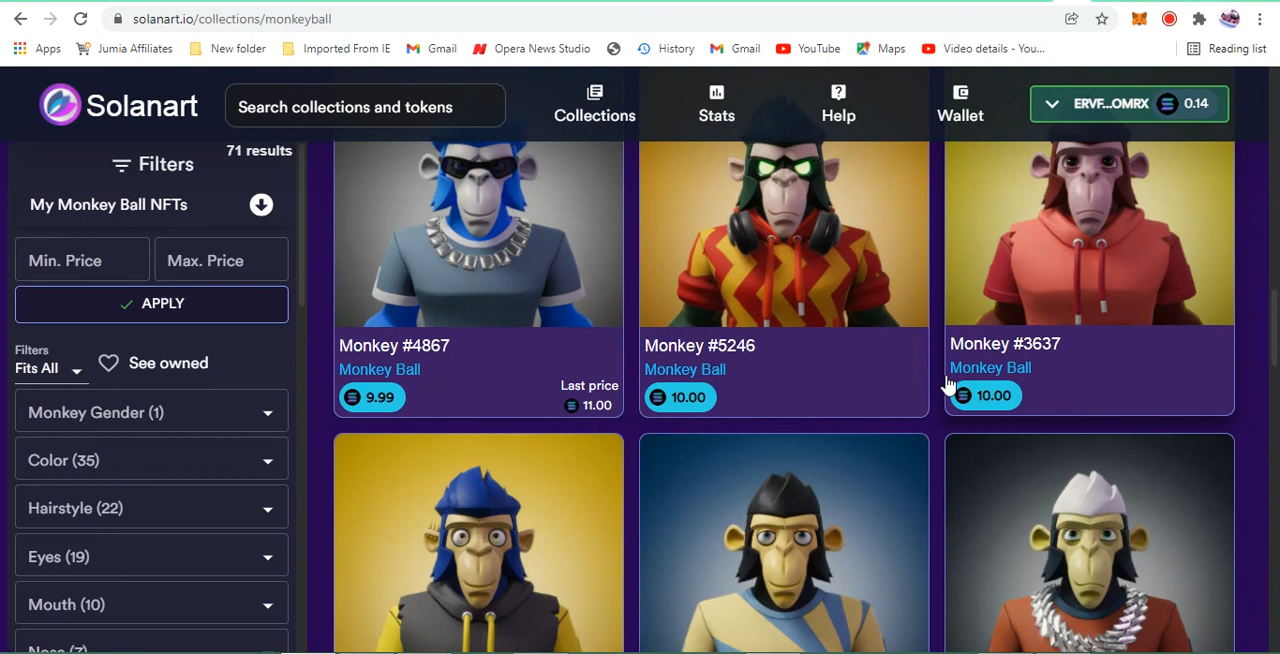 solanart.io/collections/monkeyball
Apps
Jumia Affiliates
New folder
Imported From IE
Gmail
Opera News Studio
History
Gmail
YouTube
Maps
Video details - You...
Reading list
Solanart
Search collections and tokens
Collections
Stats
Help
Wallet
ERVF...OMRX
0.14
71 results
Filters
My Monkey Ball NFTs
Min. Price
Max. Price
APPLY
Filters
Fits All
See owned
Monkey Gender (1)
Color (35)
Hairstyle (22)
Eyes (19)
Mouth (10)
Nose (7)
Monkey #4867
Monkey Ball
9.99
Last price
11.00
Monkey #5246
Monkey Ball
10.00
Monkey #3637
Monkey Ball
10.00